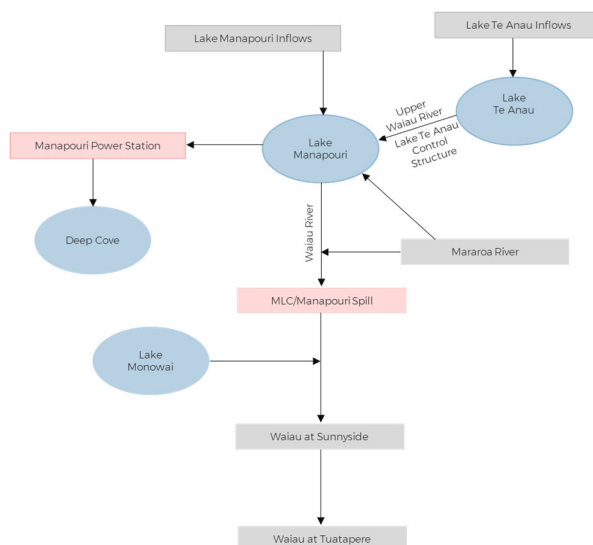 Lake Te Anau Inflows
Lake Manapouri Inflows
Lake
Te Anau
Upper
Waiau River
Lake Te Anau
Control
Structure
Lake
Manapouri
Manapouri Power Station
Waiau River
Deep Cove
Mararoa River
MLC/Manapouri Spill
Lake
Monowai
Waiau at Sunnyside
Waiau at Tuatapere